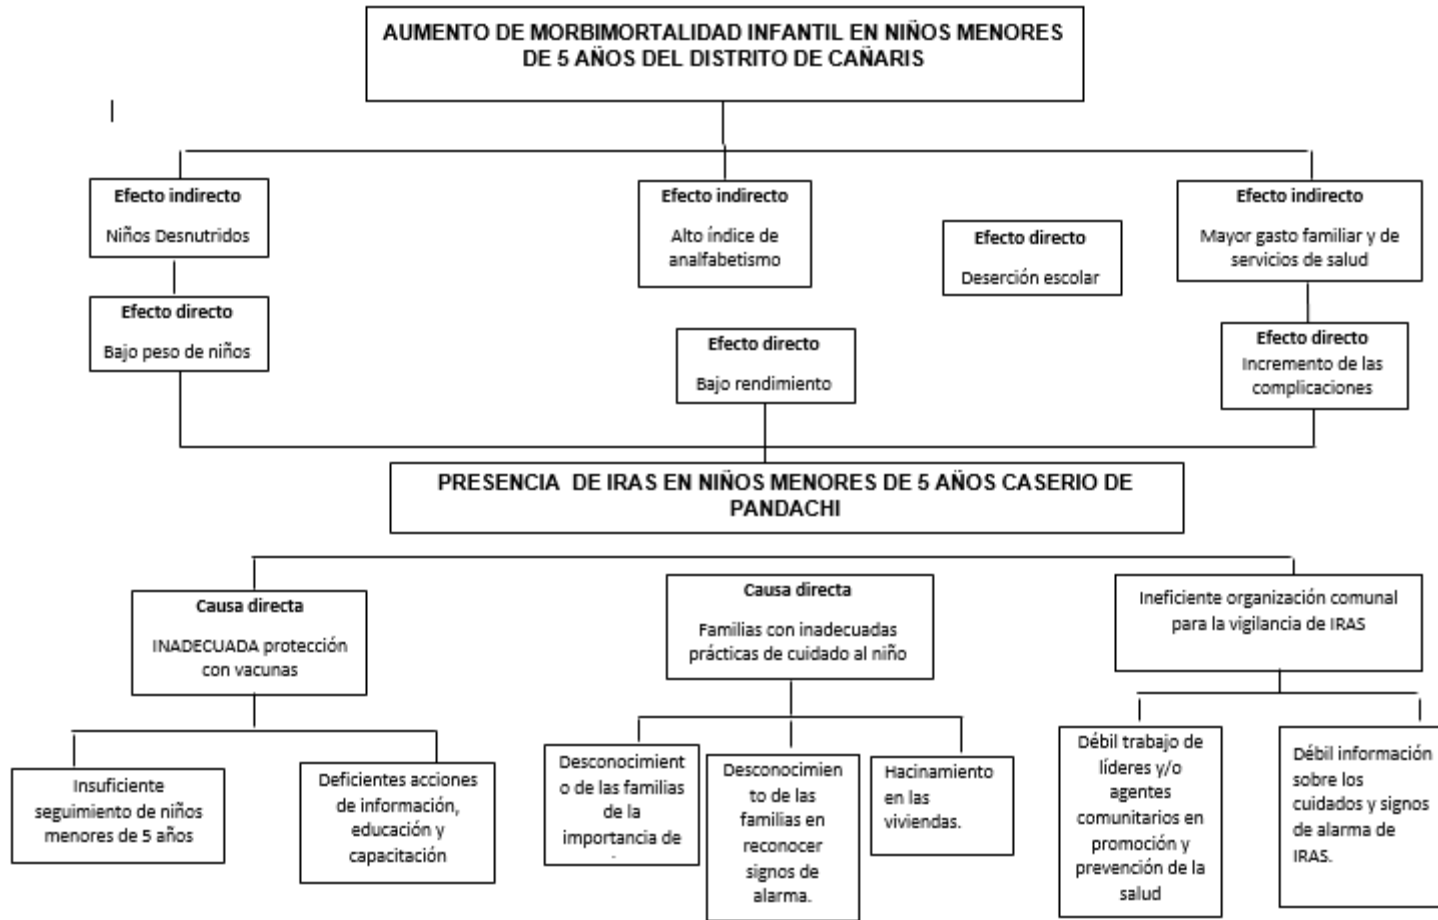 AUMENTO DE MORBIMORTALIDAD INFANTIL EN NIÑOS MENORES
DE 5 AÑOS DEL DISTRITO DE CAÑARIS
Efecto indirecto
Niños Desnutridos
Efecto indirecto
Alto índice de
analfabetismo
Efecto directo
Deserción escolar
Efecto indirecto
Mayor gasto familiar y de
servicios de salud
Efecto directo
Bajo peso de niños
Efecto directo
Bajo rendimiento
Efecto directo
Incremento de las
complicaciones
PRESENCIA DE IRAS EN NIÑOS MENORES DE 5 AÑOS CASERIO DE
PANDACHI
Causa directa
INADECUADA protección
con vacunas
Causa directa
Familias con inadecuadas
prácticas de cuidado al niño
Ineficiente organización comunal
para la vigilancia de IRAS
Insuficiente
seguimiento de niños
menores de 5 años
Deficientes acciones
de información,
educación y
capacitación
Desconocimient
o de las familias
de la
importancia de
Desconocimien
to de las
familias en
reconocer
signos de
alarma.
Hacinamiento
en las
viviendas.
Débil trabajo de
líderes y/o
agentes
comunitarios en
promoción y
prevención de la
salud
Débil información
sobre los
cuidados y signos
de alarma de
IRAS.